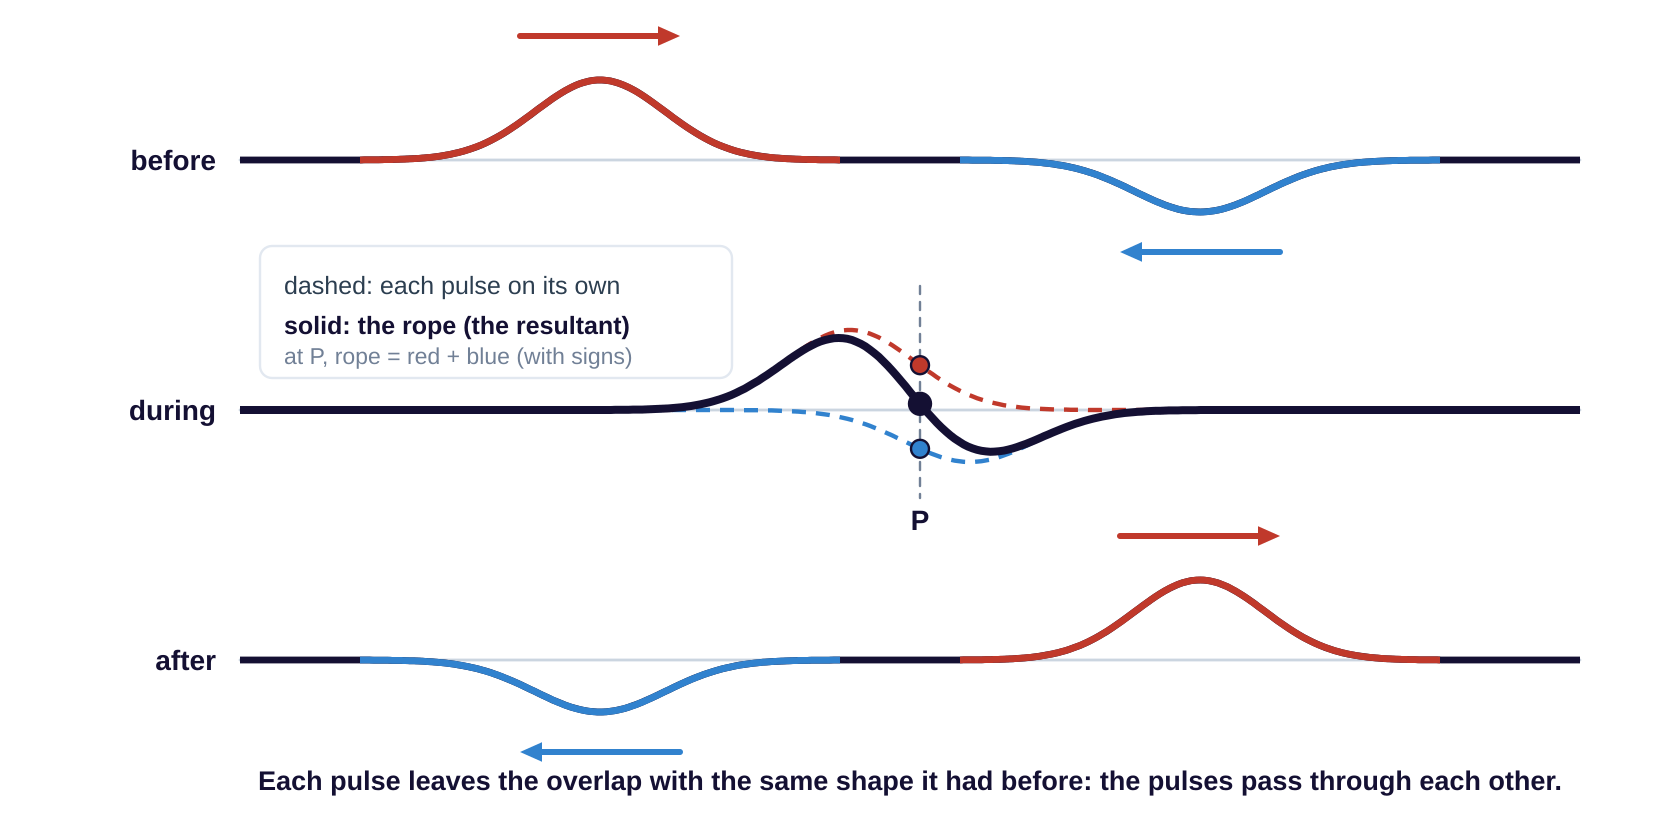 before
dashed: each pulse on its own
solid: the rope (the resultant)
at P, rope = red + blue (with signs)
during
P
after
Each pulse leaves the overlap with the same shape it had before: the pulses pass through each other.